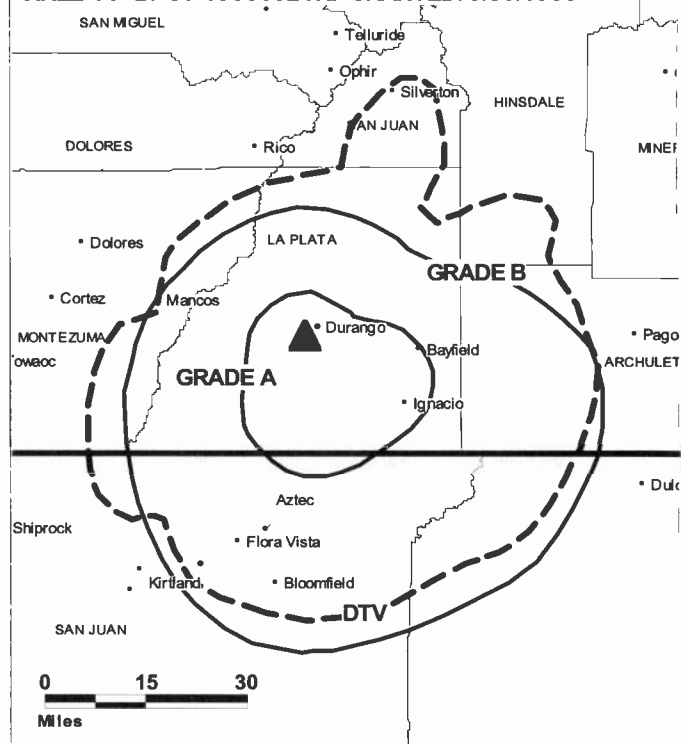 SAN MIGUEL
Telluride
Ophir
Silverton
HINSDALE
SAN JUAN
DOLORES
Rico
MINER
Dolores
LA PLATA
GRADE B
Cortez
Mancos
Durango
MONTEZUMA
Pago
Bayfield
owaoc
ARCHULET
GRADE A
Ignacio
Dulc
Aztec
Shiprock
Flora Vista
Kirtland
Bloomfield
DTV
SAN JUAN
0 15 30
Miles